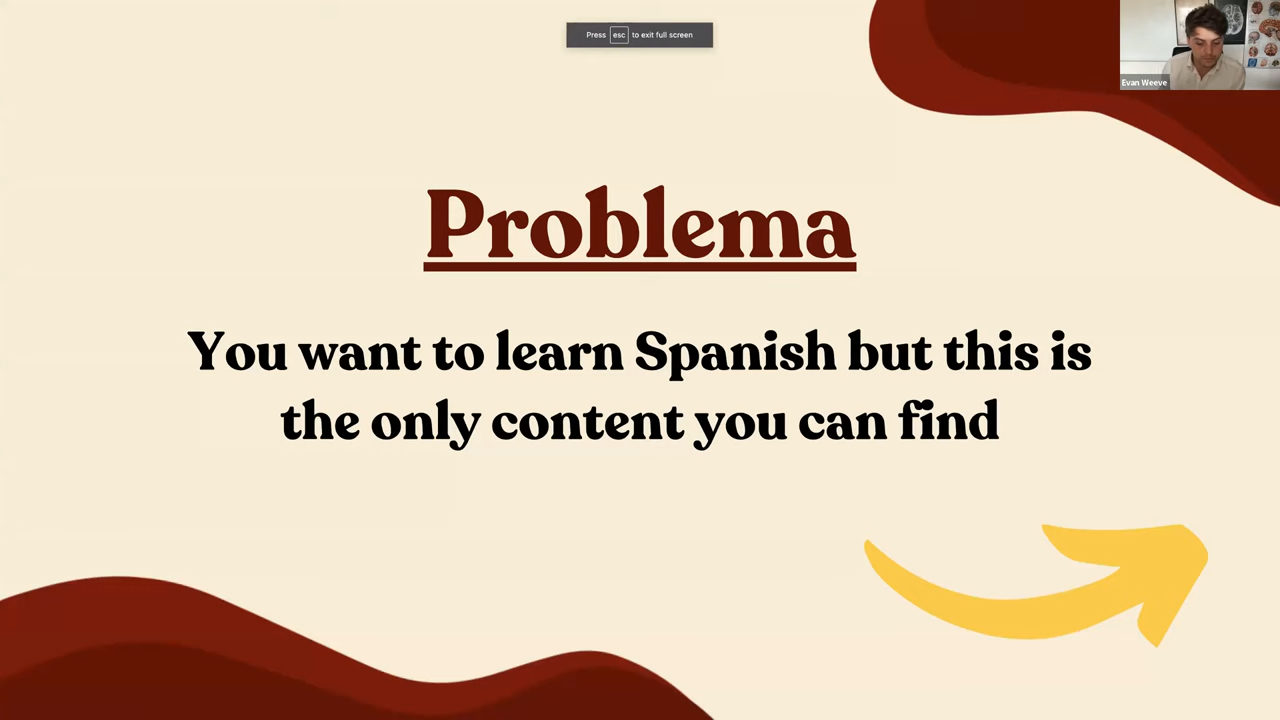 Press esc to exit full screen
Evan Weeve
Problema
You want to learn Spanish but this is
the only content you can find